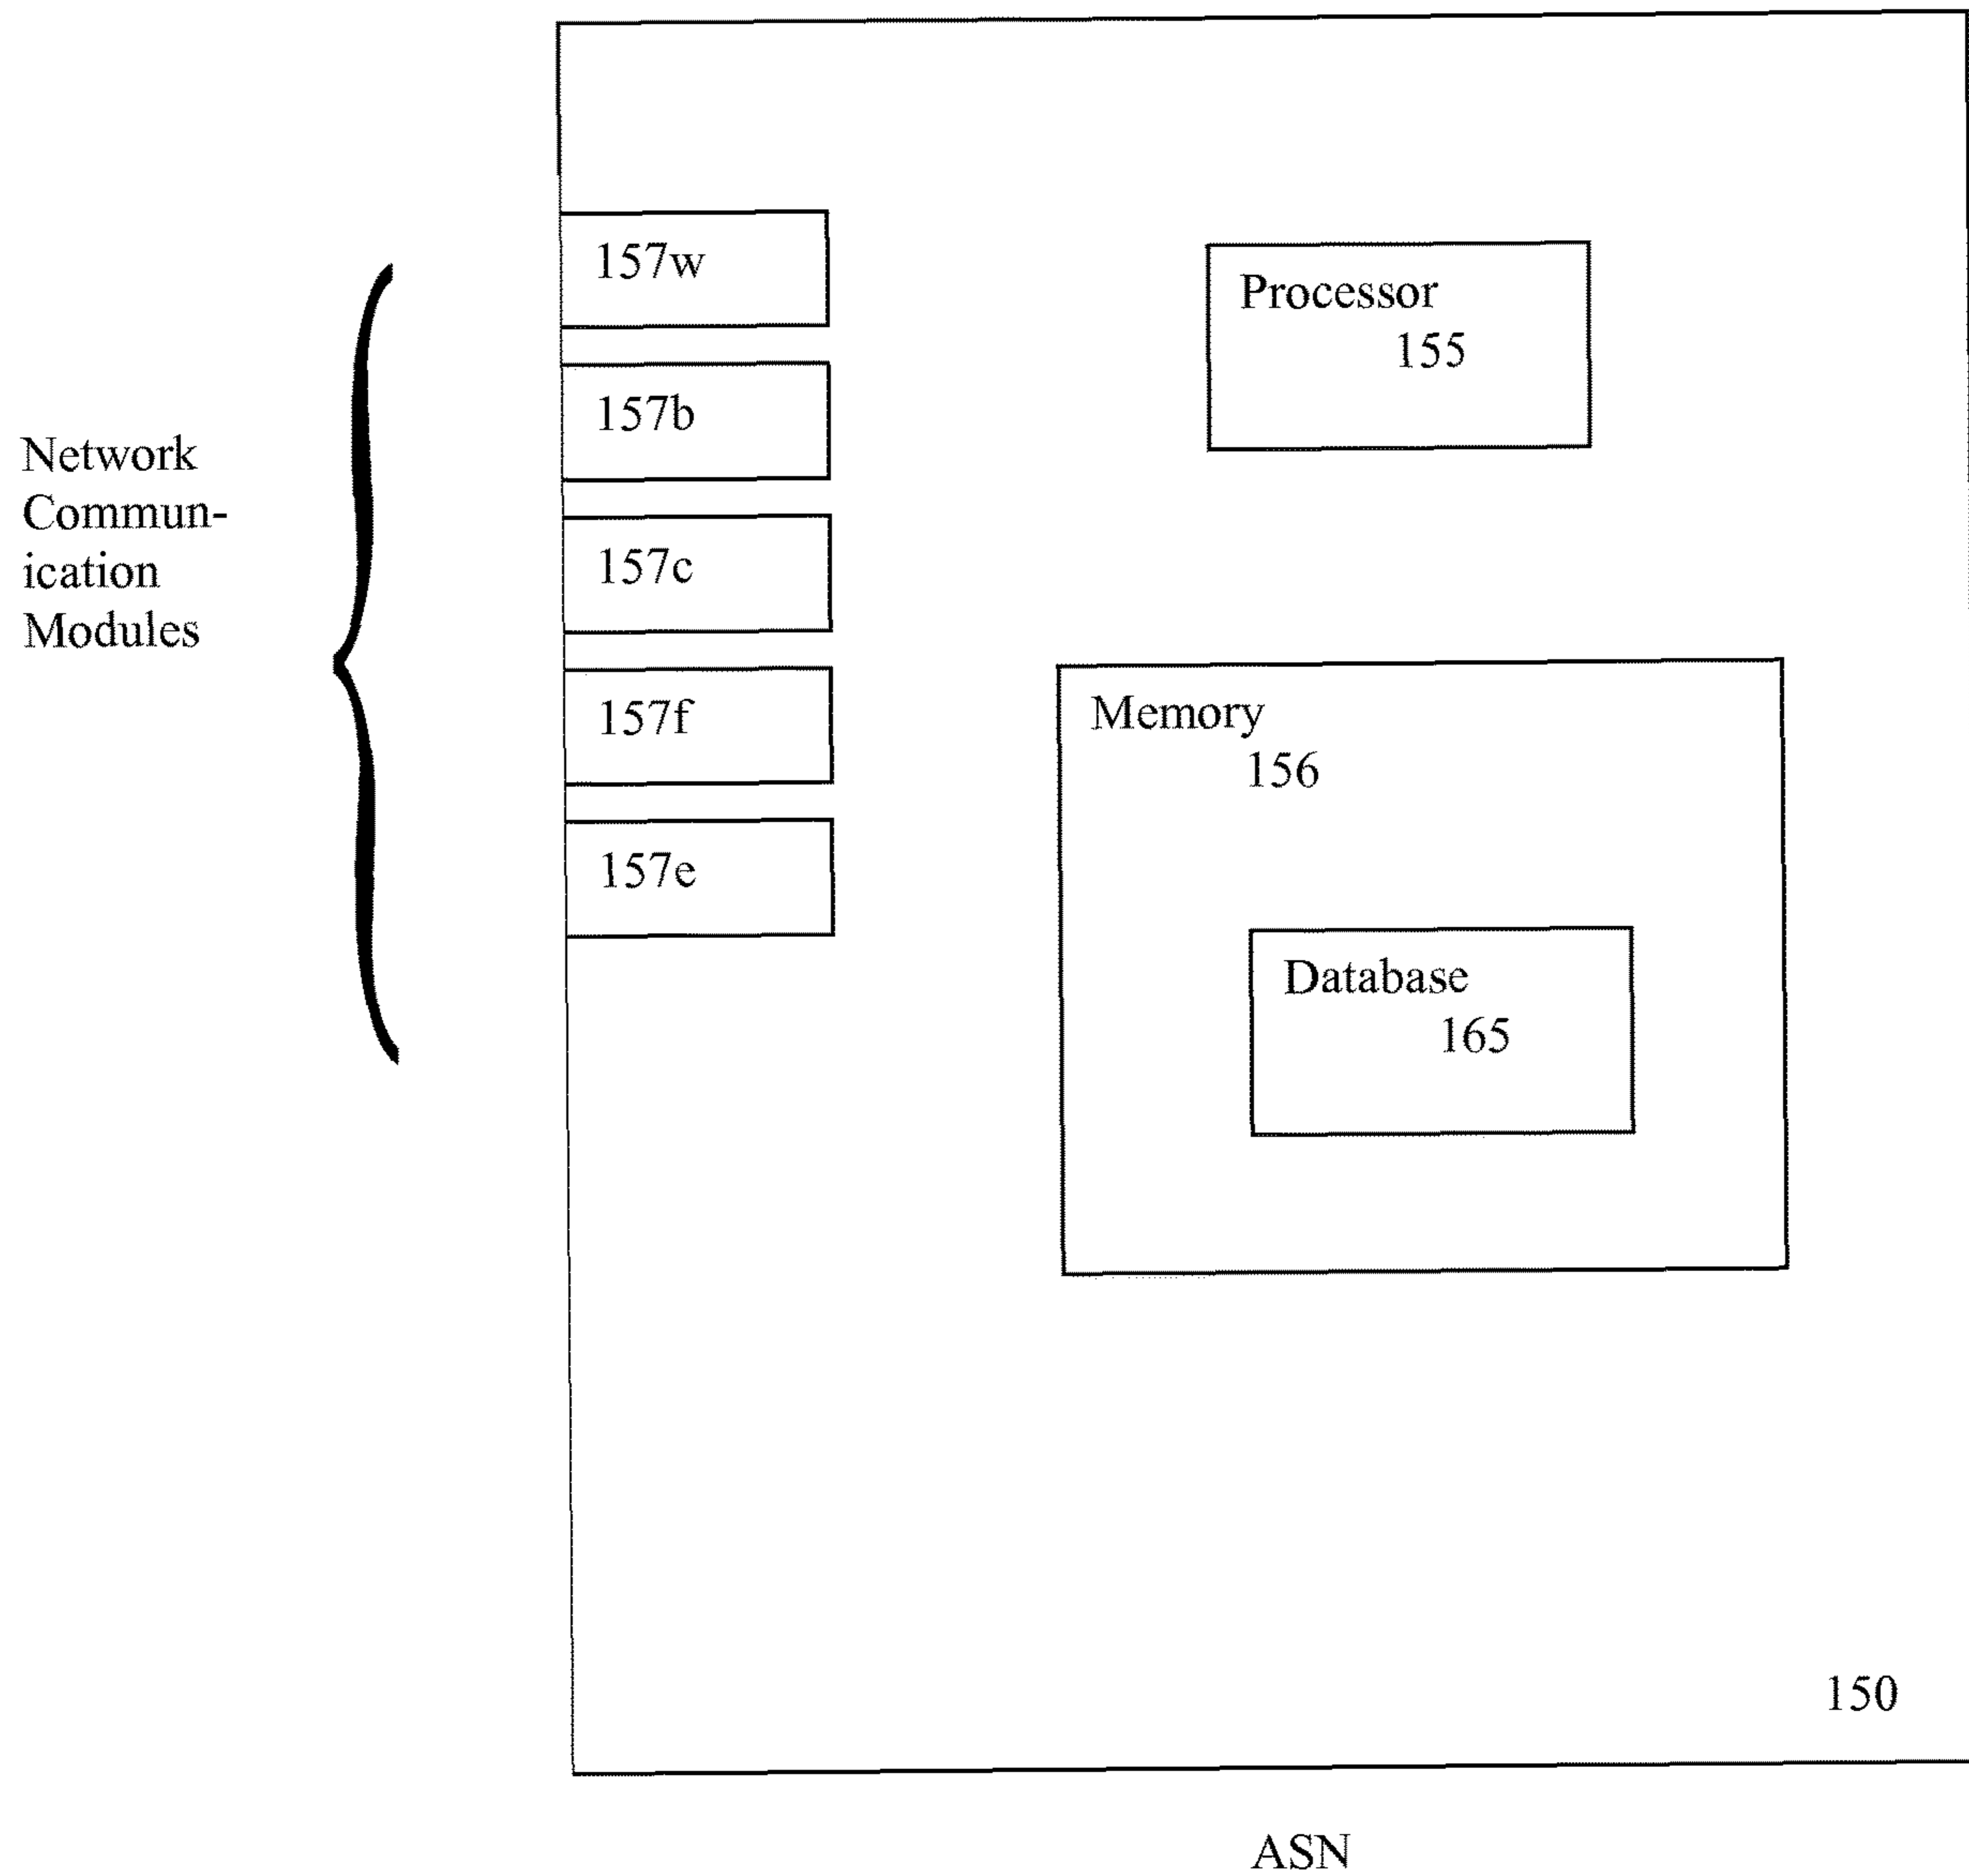 Network
Commun-
ication
Modules
157w
157b
157c
157f
157e
Processor
155
Memory
156
Database
165
150
ASN